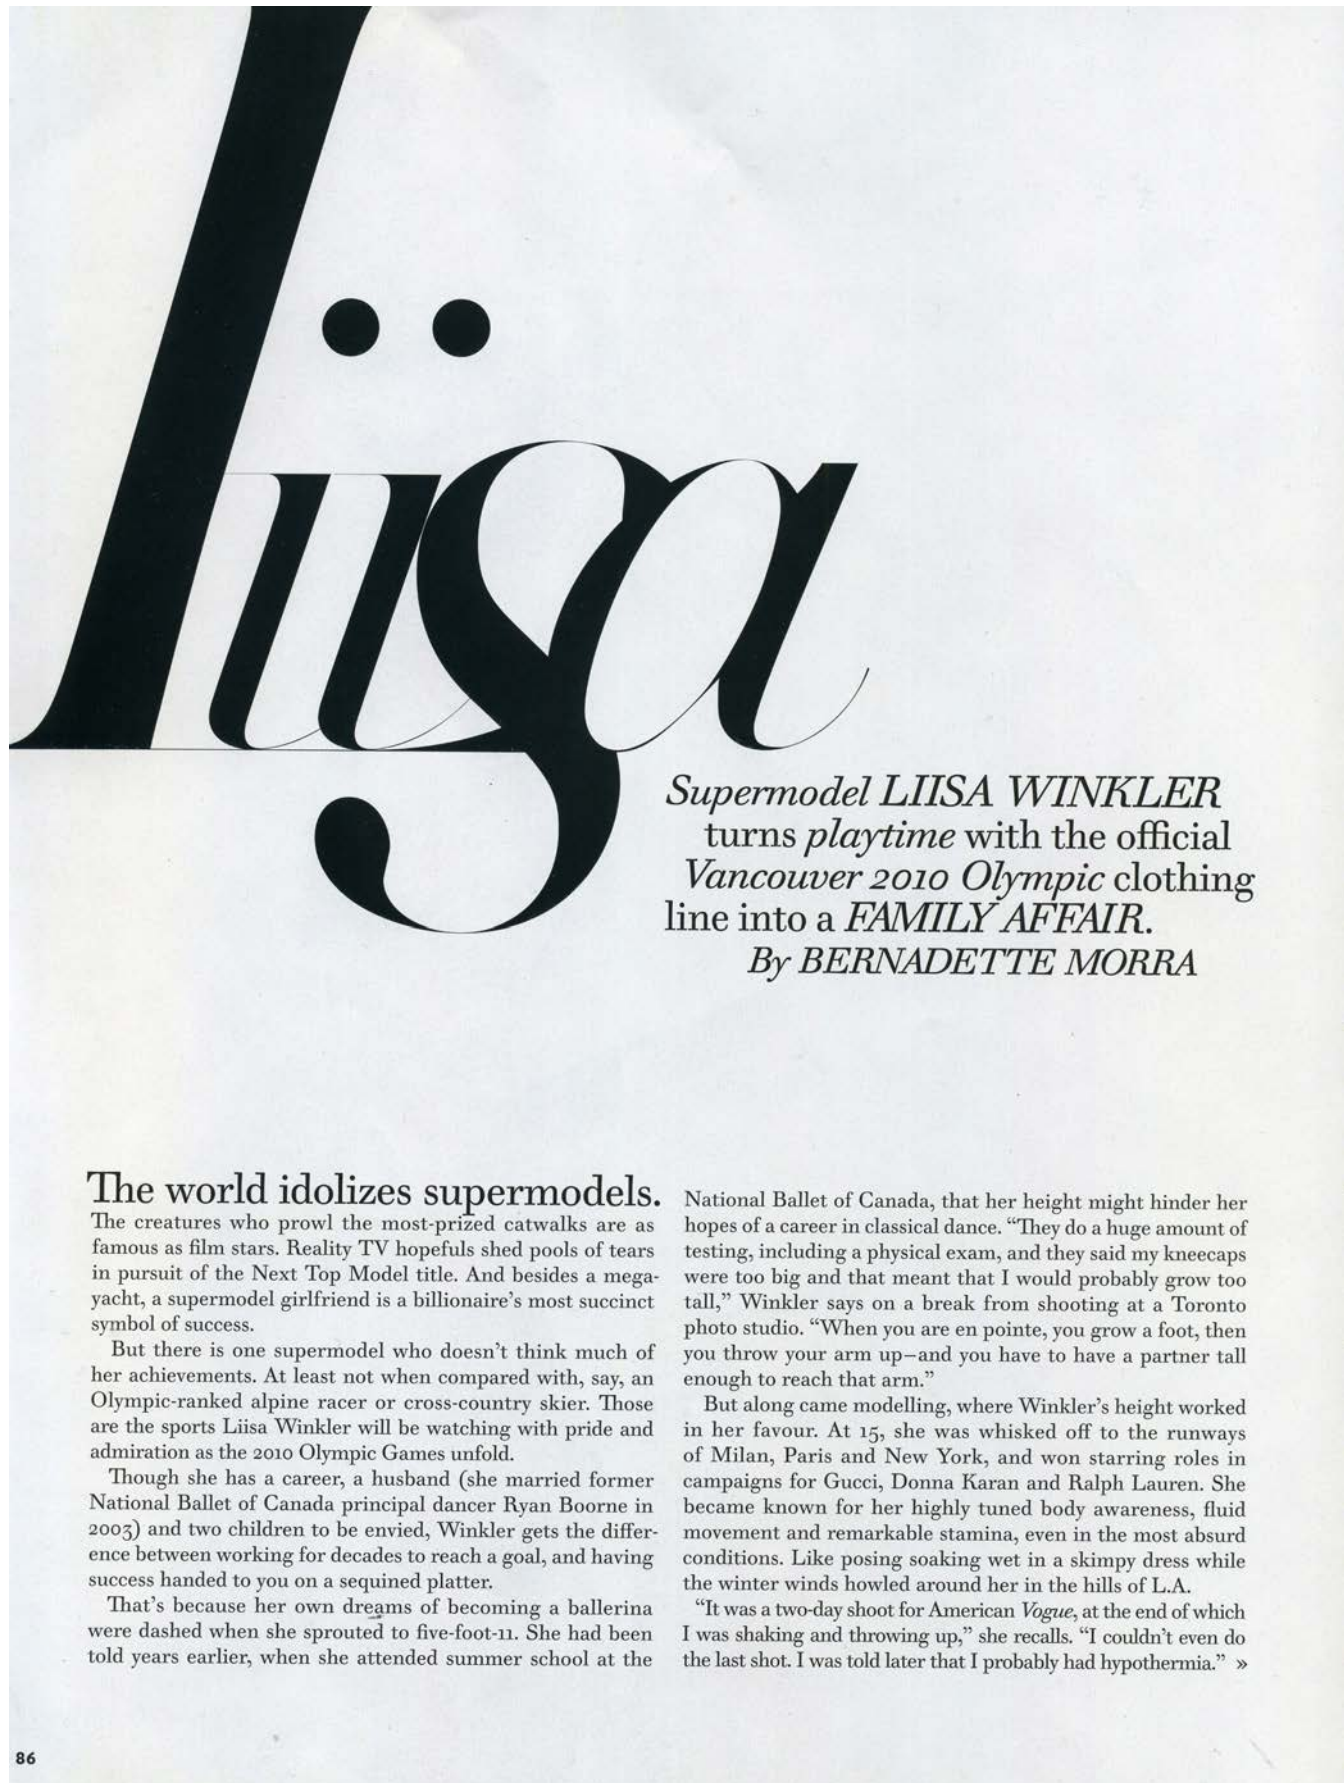 liisa
Supermodel LIISA WINKLER
turns playtime with the official
Vancouver 2010 Olympic clothing
line into a FAMILY AFFAIR.
By BERNADETTE MORRA
The world idolizes supermodels.
The creatures who prowl the most-prized catwalks are as
famous as film stars. Reality TV hopefuls shed pools of tears
in pursuit of the Next Top Model title. And besides a mega-
yacht, a supermodel girlfriend is a billionaire's most succinct
symbol of success.
But there is one supermodel who doesn't think much of
her achievements. At least not when compared with, say, an
Olympic-ranked alpine racer or cross-country skier. Those
are the sports Liisa Winkler will be watching with pride and
admiration as the 2010 Olympic Games unfold.
Though she has a career, a husband (she married former
National Ballet of Canada principal dancer Ryan Boorne in
2003) and two children to be envied, Winkler gets the differ-
ence between working for decades to reach a goal, and having
success handed to you on a sequined platter.
That's because her own dreams of becoming a ballerina
were dashed when she sprouted to five-foot-11. She had been
told years earlier, when she attended summer school at the
National Ballet of Canada, that her height might hinder her
hopes of a career in classical dance. “They do a huge amount of
testing, including a physical exam, and they said my kneecaps
were too big and that meant that I would probably grow too
tall,” Winkler says on a break from shooting at a Toronto
photo studio. “When you are en pointe, you grow a foot, then
you throw your arm up–and you have to have a partner tall
enough to reach that arm.”
But along came modelling, where Winkler's height worked
in her favour. At 15, she was whisked off to the runways
of Milan, Paris and New York, and won starring roles in
campaigns for Gucci, Donna Karan and Ralph Lauren. She
became known for her highly tuned body awareness, fluid
movement and remarkable stamina, even in the most absurd
conditions. Like posing soaking wet in a skimpy dress while
the winter winds howled around her in the hills of L.A.
“It was a two-day shoot for American Vogue, at the end of which
I was shaking and throwing up,” she recalls. “I couldn't even do
the last shot. I was told later that I probably had hypothermia.” »
86